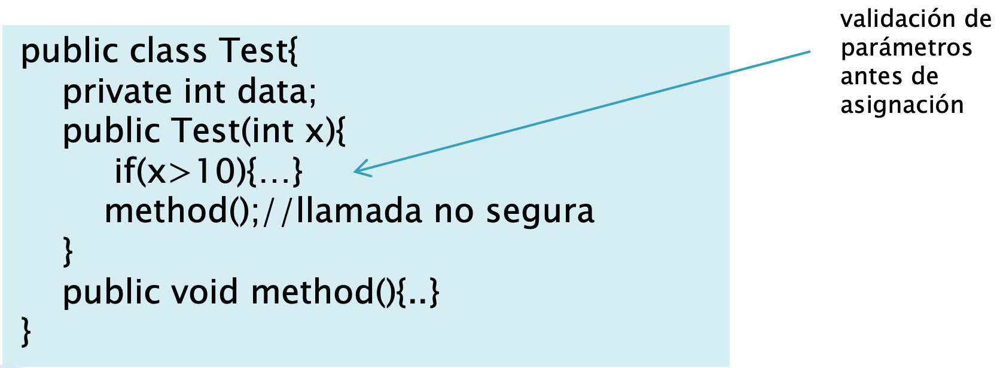 public class Test{
private int data;
public Test(int x){
if(x>10){...}
method();//llamada no segura
}
public void method(){..}
}
validación de
parámetros
antes de
asignación